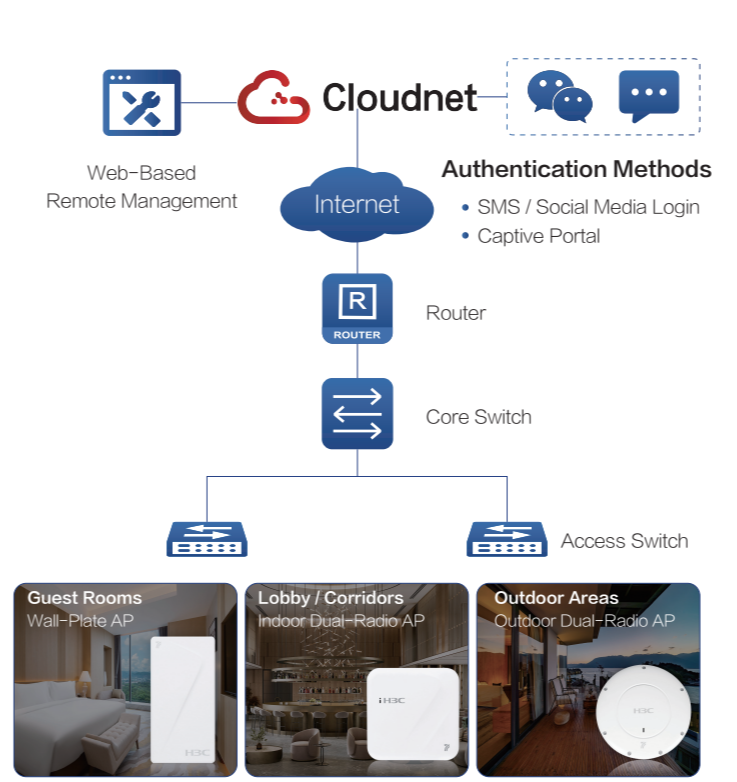 Cloudnet
Web-Based
Remote Management
Authentication Methods
• SMS / Social Media Login
• Captive Portal
Internet
R
ROUTER
Router
Core Switch
Access Switch
Guest Rooms
Wall-Plate AP
H3C
Lobby / Corridors
Indoor Dual-Radio AP
H3C
Outdoor Areas
Outdoor Dual-Radio AP
H3C